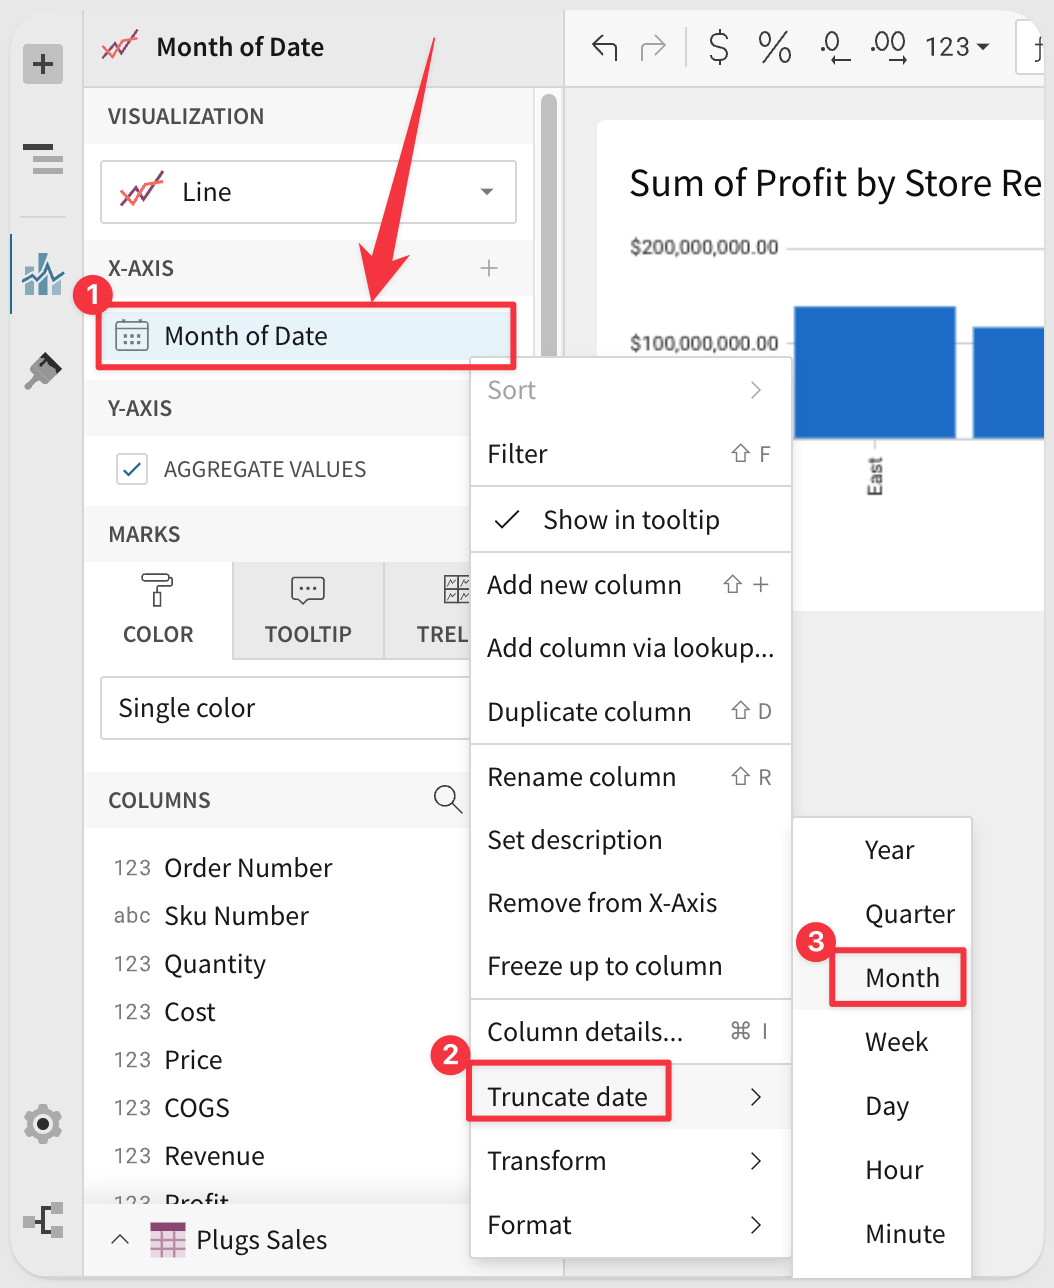 Month of Date
$ % .0 .00 123
VISUALIZATION
Line
X-AXIS
1
Month of Date
Y-AXIS
AGGREGATE VALUES
MARKS
COLOR
TOOLTIP
TREL
Single color
COLUMNS
123 Order Number
abc Sku Number
123 Quantity
123 Cost
123 Price
123 COGS
123 Revenue
123 Profit
Plugs Sales
Sort
Filter ⇧ F
Show in tooltip
Add new column ⇧ +
Add column via lookup...
Duplicate column ⇧ D
Rename column ⇧ R
Set description
Remove from X-Axis
Freeze up to column
Column details... ⌘ I
2
Truncate date
Transform
Format
Year
Quarter
3
Month
Week
Day
Hour
Minute
Sum of Profit by Store Re
$200,000,000.00
$100,000,000.00
East